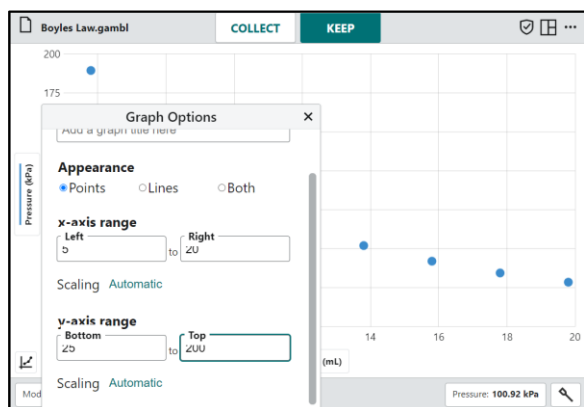 Boyles Law.gambl
COLLECT
KEEP
200
175
Pressure (kPa)
Graph Options
Add a graph title here
Appearance
Points
Lines
Both
x-axis range
Left
5
to
Right
20
Scaling Automatic
y-axis range
Bottom
25
to
Top
200
Scaling Automatic
14
16
18
20
(mL)
Mod
Pressure: 100.92 kPa